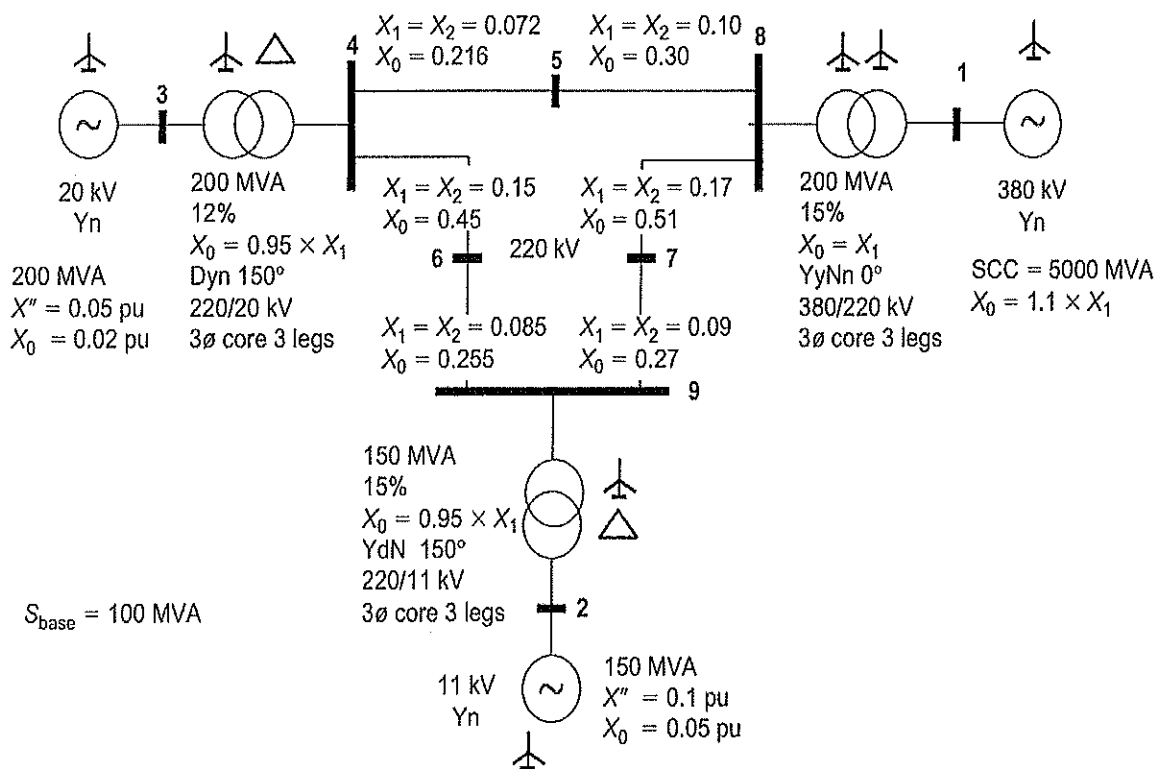 4
X₁ = X₂ = 0.072
X₀ = 0.216
5
X₁ = X₂ = 0.10
X₀ = 0.30
8
1
3
~
20 kV
Yn
200 MVA
X″ = 0.05 pu
X₀ = 0.02 pu
200 MVA
12%
X₀ = 0.95 × X₁
Dyn 150°
220/20 kV
3ø core 3 legs
X₁ = X₂ = 0.15
X₀ = 0.45
6
220 kV
X₁ = X₂ = 0.17
X₀ = 0.51
7
200 MVA
15%
X₀ = X₁
YyNn 0°
380/220 kV
3ø core 3 legs
~
380 kV
Yn
SCC = 5000 MVA
X₀ = 1.1 × X₁
X₁ = X₂ = 0.085
X₀ = 0.255
X₁ = X₂ = 0.09
X₀ = 0.27
9
150 MVA
15%
X₀ = 0.95 × X₁
YdN 150°
220/11 kV
3ø core 3 legs
2
S_base = 100 MVA
11 kV
Yn
~
150 MVA
X″ = 0.1 pu
X₀ = 0.05 pu